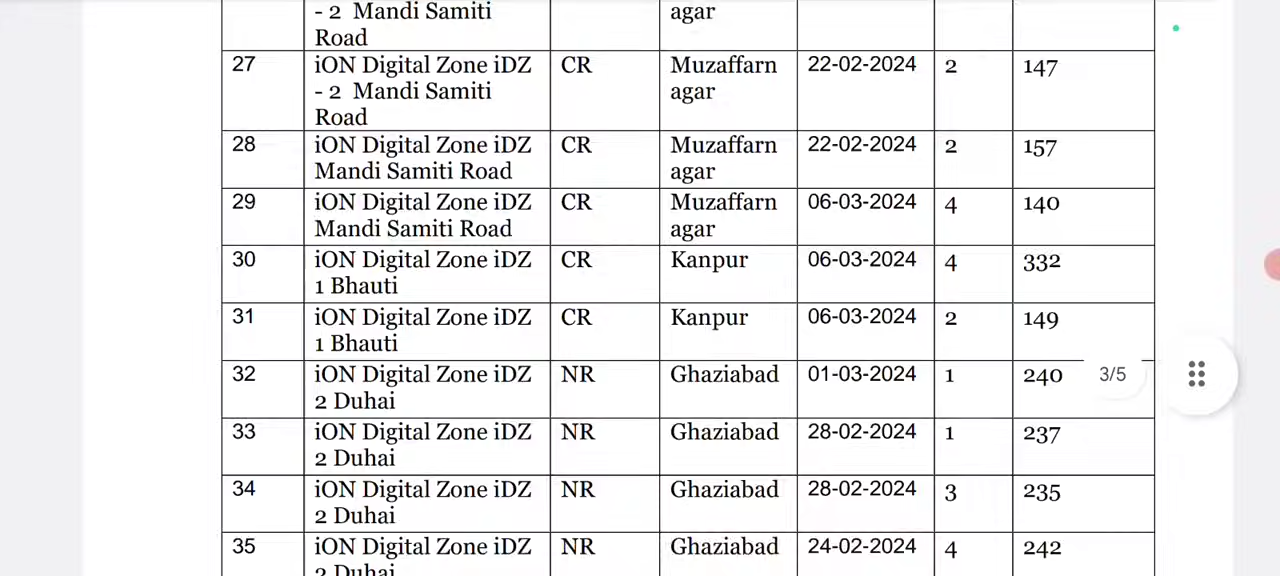 - 2 Mandi Samiti agar
Road
27 iON Digital Zone iDZ CR Muzaffarn 22-02-2024 2 147
- 2 Mandi Samiti agar
Road
28 iON Digital Zone iDZ CR Muzaffarn 22-02-2024 2 157
Mandi Samiti Road agar
29 iON Digital Zone iDZ CR Muzaffarn 06-03-2024 4 140
Mandi Samiti Road agar
30 iON Digital Zone iDZ CR Kanpur 06-03-2024 4 332
1 Bhauti
31 iON Digital Zone iDZ CR Kanpur 06-03-2024 2 149
1 Bhauti
32 iON Digital Zone iDZ NR Ghaziabad 01-03-2024 1 240 3/5
2 Duhai
33 iON Digital Zone iDZ NR Ghaziabad 28-02-2024 1 237
2 Duhai
34 iON Digital Zone iDZ NR Ghaziabad 28-02-2024 3 235
2 Duhai
35 iON Digital Zone iDZ NR Ghaziabad 24-02-2024 4 242
2 Duhai